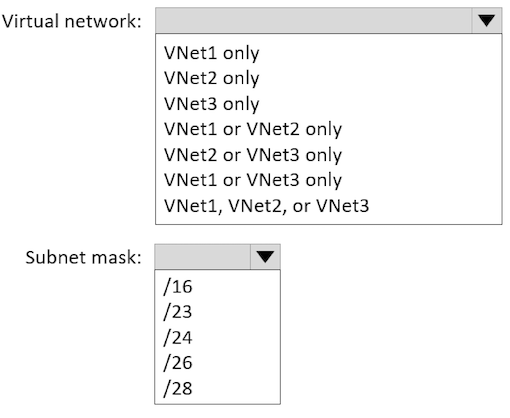 Virtual network:
VNet1 only
VNet2 only
VNet3 only
VNet1 or VNet2 only
VNet2 or VNet3 only
VNet1 or VNet3 only
VNet1, VNet2, or VNet3
Subnet mask:
/16
/23
/24
/26
/28